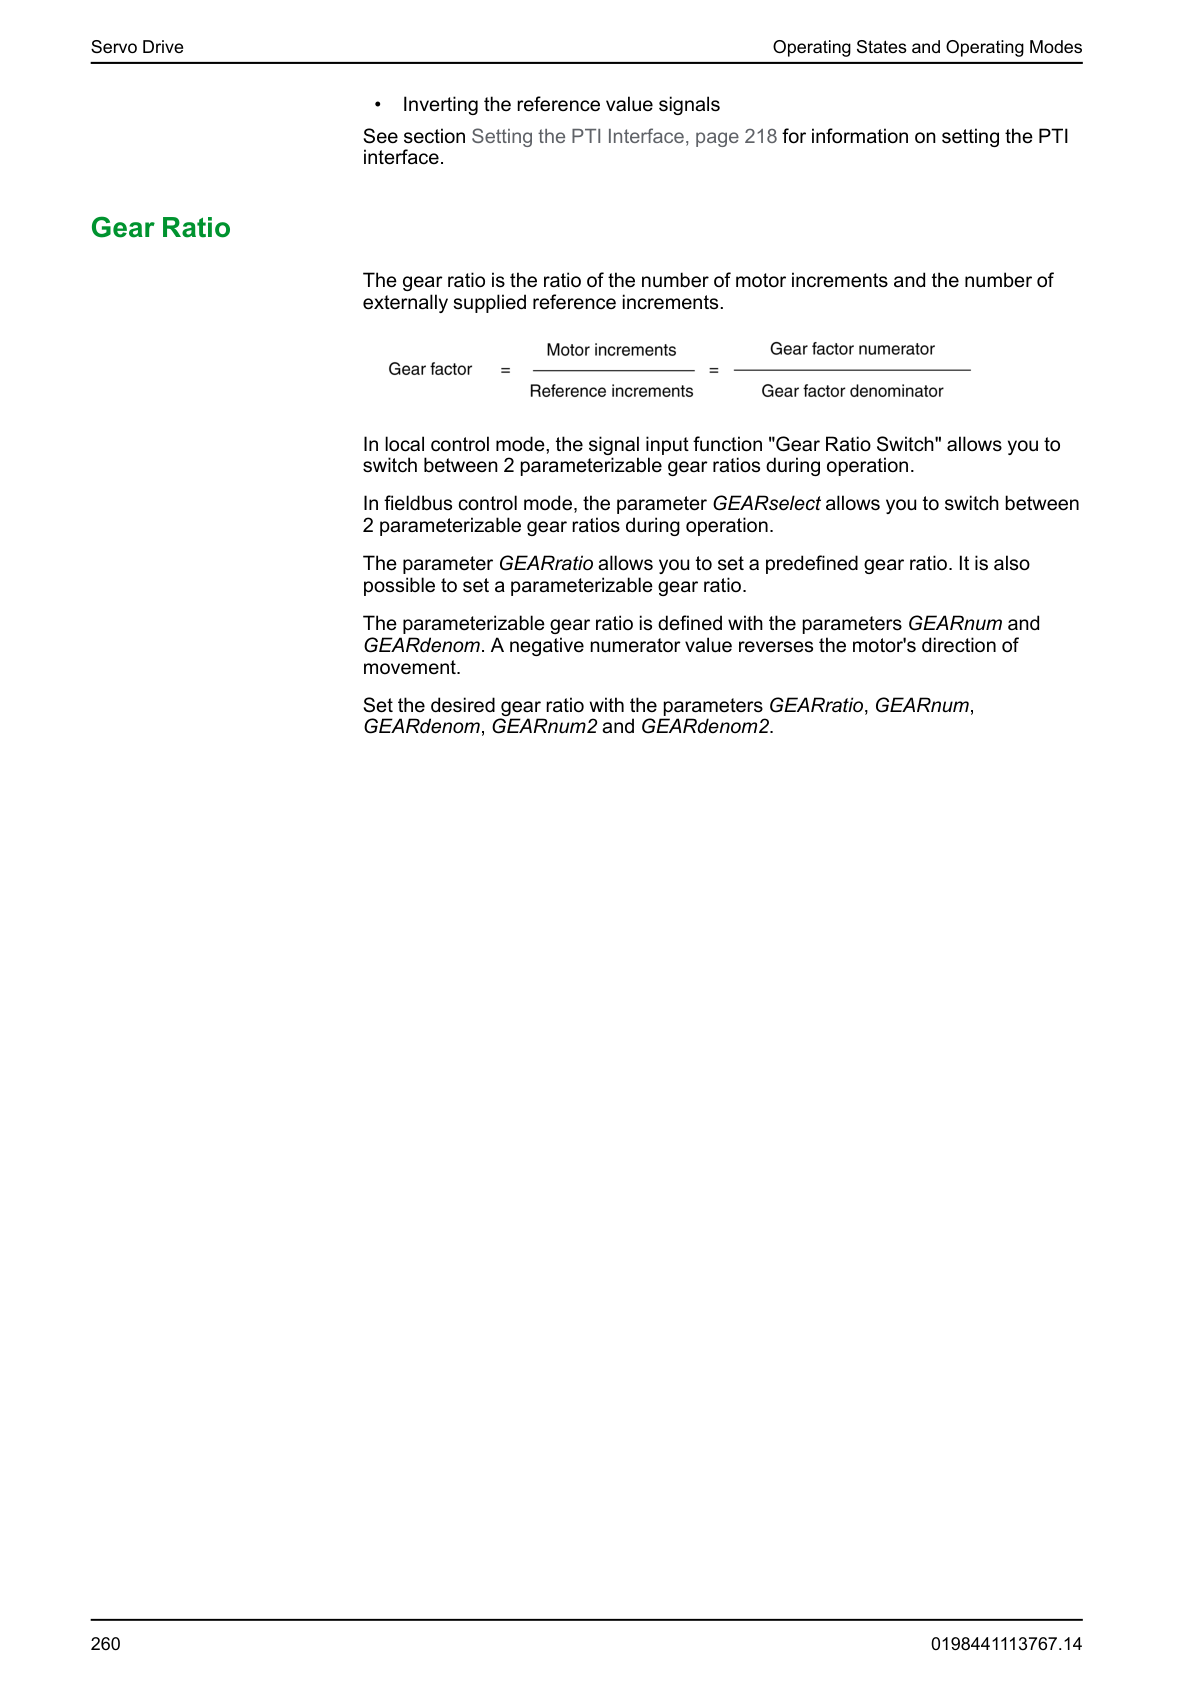 Servo Drive
Operating States and Operating Modes
• Inverting the reference value signals
See section Setting the PTI Interface, page 218 for information on setting the PTI
interface.
Gear Ratio
The gear ratio is the ratio of the number of motor increments and the number of
externally supplied reference increments.
Gear factor = Motor increments / Reference increments = Gear factor numerator / Gear factor denominator
In local control mode, the signal input function "Gear Ratio Switch" allows you to
switch between 2 parameterizable gear ratios during operation.
In fieldbus control mode, the parameter GEARselect allows you to switch between
2 parameterizable gear ratios during operation.
The parameter GEARratio allows you to set a predefined gear ratio. It is also
possible to set a parameterizable gear ratio.
The parameterizable gear ratio is defined with the parameters GEARnum and
GEARdenom. A negative numerator value reverses the motor's direction of
movement.
Set the desired gear ratio with the parameters GEARratio, GEARnum,
GEARdenom, GEARnum2 and GEARdenom2.
260
0198441113767.14